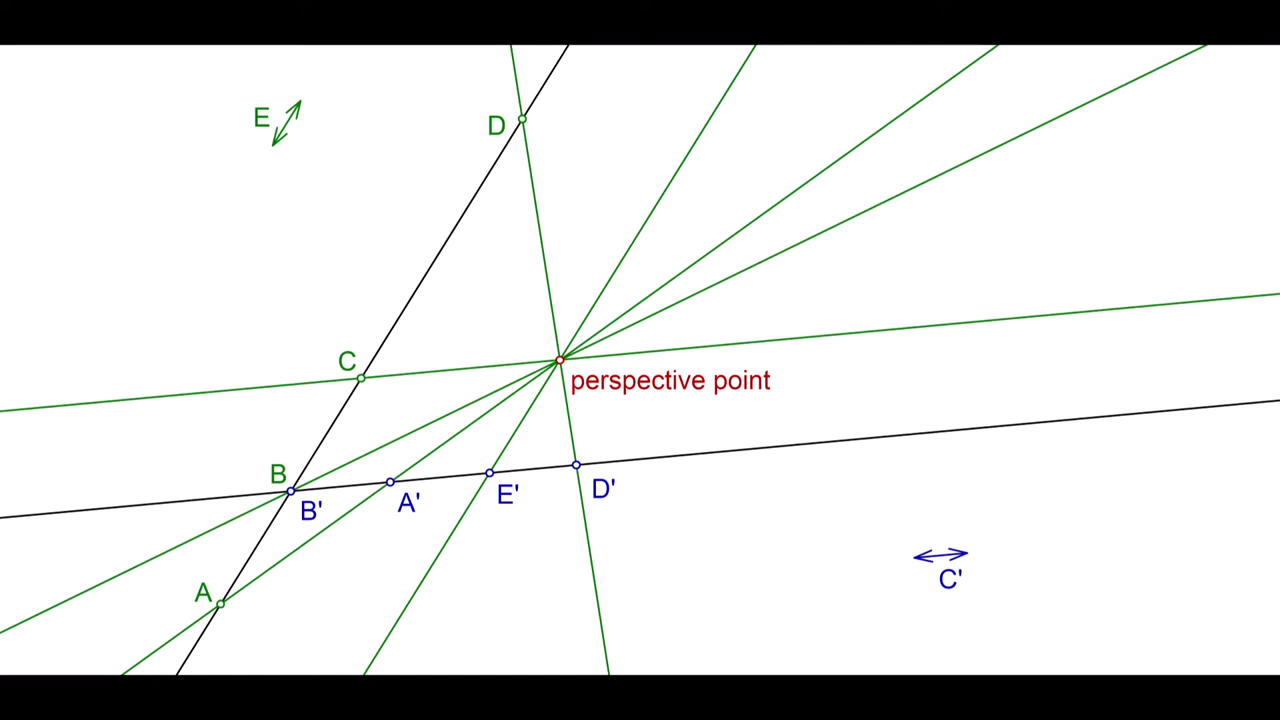 E
D
C
perspective point
B
B'
A'
E'
D'
C'
A